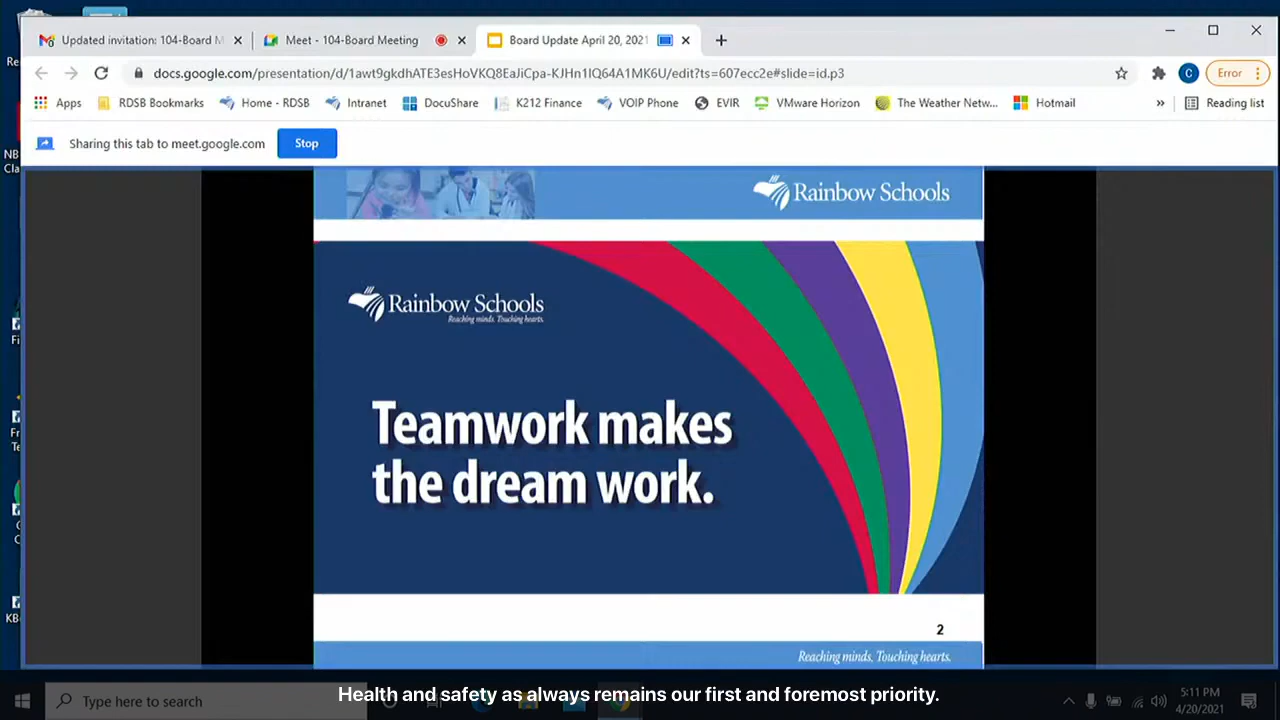 Updated invitation: 104-Board M
Meet - 104-Board Meeting
Board Update April 20, 2021
docs.google.com/presentation/d/1awt9gkdhATE3esHoVKQ8EaJiCpa-KJHn1IQ64A1MK6U/edit?ts=607ecc2e#slide=id.p3
C
Error
Apps
RDSB Bookmarks
Home - RDSB
Intranet
DocuShare
K212 Finance
VOIP Phone
EVIR
VMware Horizon
The Weather Netw...
Hotmail
»
Reading list
Sharing this tab to meet.google.com
Stop
Rainbow Schools
Rainbow Schools
Reaching minds. Touching hearts.
Teamwork makes
the dream work.
2
Reaching minds. Touching hearts.
Health and safety as always remains our first and foremost priority.
Type here to search
5:11 PM
4/20/2021